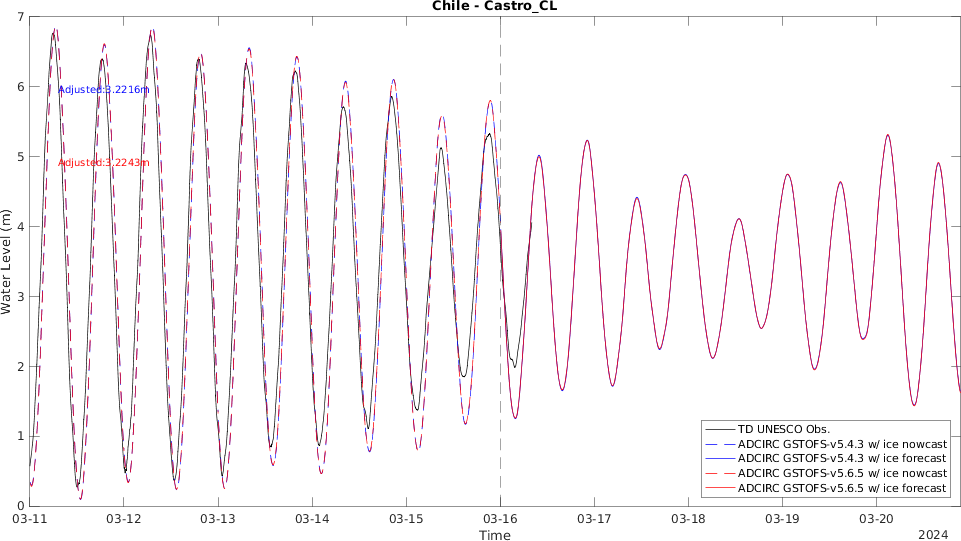 Chile - Castro_CL
7
6
5
4
3
2
1
0
Water Level (m)
Adjusted:3.2216m
Adjusted:3.2243m
TD UNESCO Obs.
ADCIRC GSTOFS-v5.4.3 w/ ice nowcast
ADCIRC GSTOFS-v5.4.3 w/ ice forecast
ADCIRC GSTOFS-v5.6.5 w/ ice nowcast
ADCIRC GSTOFS-v5.6.5 w/ ice forecast
03-11 03-12 03-13 03-14 03-15 03-16 03-17 03-18 03-19 03-20
Time
2024